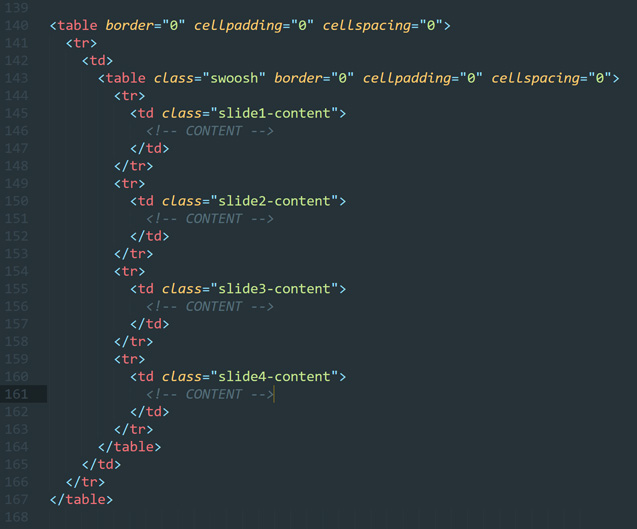 139
140 <table border="0" cellpadding="0" cellspacing="0">
141 <tr>
142 <td>
143 <table class="swoosh" border="0" cellpadding="0" cellspacing="0">
144 <tr>
145 <td class="slide1-content">
146 <!-- CONTENT -->
147 </td>
148 </tr>
149 <tr>
150 <td class="slide2-content">
151 <!-- CONTENT -->
152 </td>
153 </tr>
154 <tr>
155 <td class="slide3-content">
156 <!-- CONTENT -->
157 </td>
158 </tr>
159 <tr>
160 <td class="slide4-content">
161 <!-- CONTENT -->
162 </td>
163 </tr>
164 </table>
165 </td>
166 </tr>
167 </table>
168